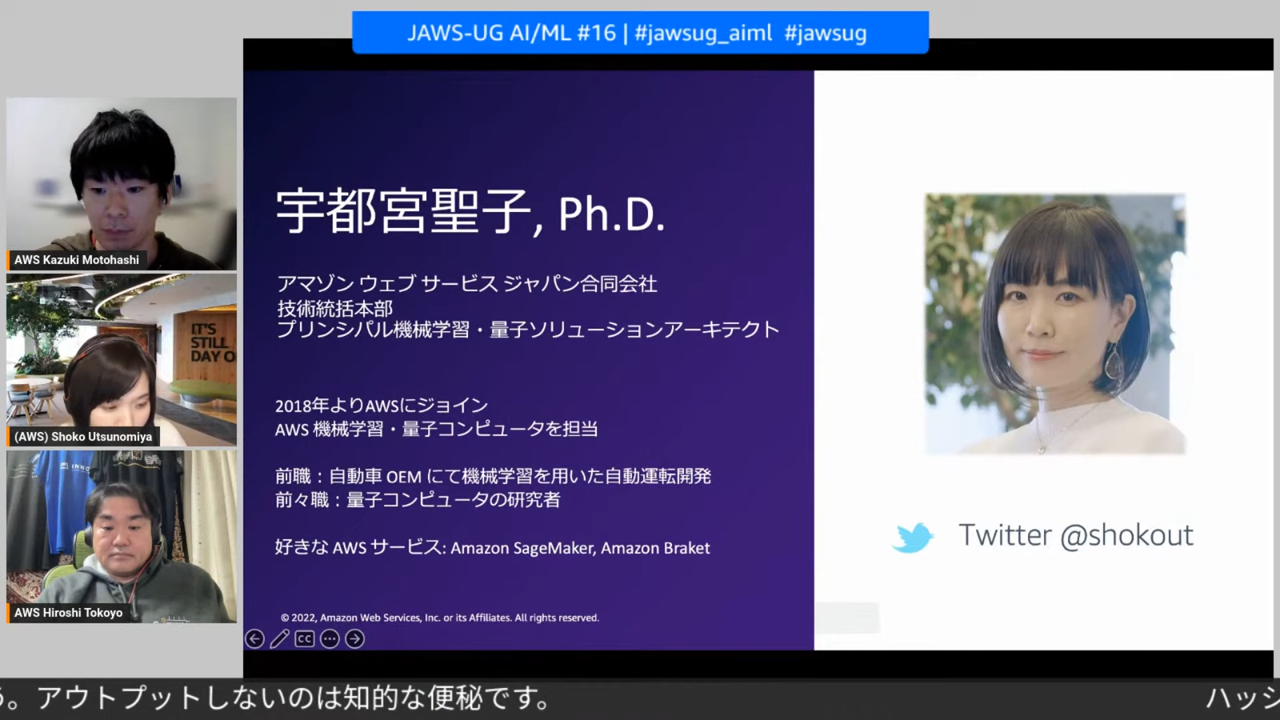 JAWS-UG AI/ML #16 | #jawsug_aiml #jawsug
AWS Kazuki Motohashi
IT'S
STILL
DAY O
(AWS) Shoko Utsunomiya
AWS Hiroshi Tokoyo
宇都宮聖子, Ph.D.
アマゾン ウェブ サービス ジャパン合同会社
技術統括本部
プリンシパル機械学習・量子ソリューションアーキテクト
2018年よりAWSにジョイン
AWS 機械学習・量子コンピュータを担当
前職：自動車 OEM にて機械学習を用いた自動運転開発
前々職：量子コンピュータの研究者
好きな AWS サービス: Amazon SageMaker, Amazon Braket
© 2022, Amazon Web Services, Inc. or its Affiliates. All rights reserved.
CC
Twitter @shokout
。アウトプットしないのは知的な便秘です。
ハッシ